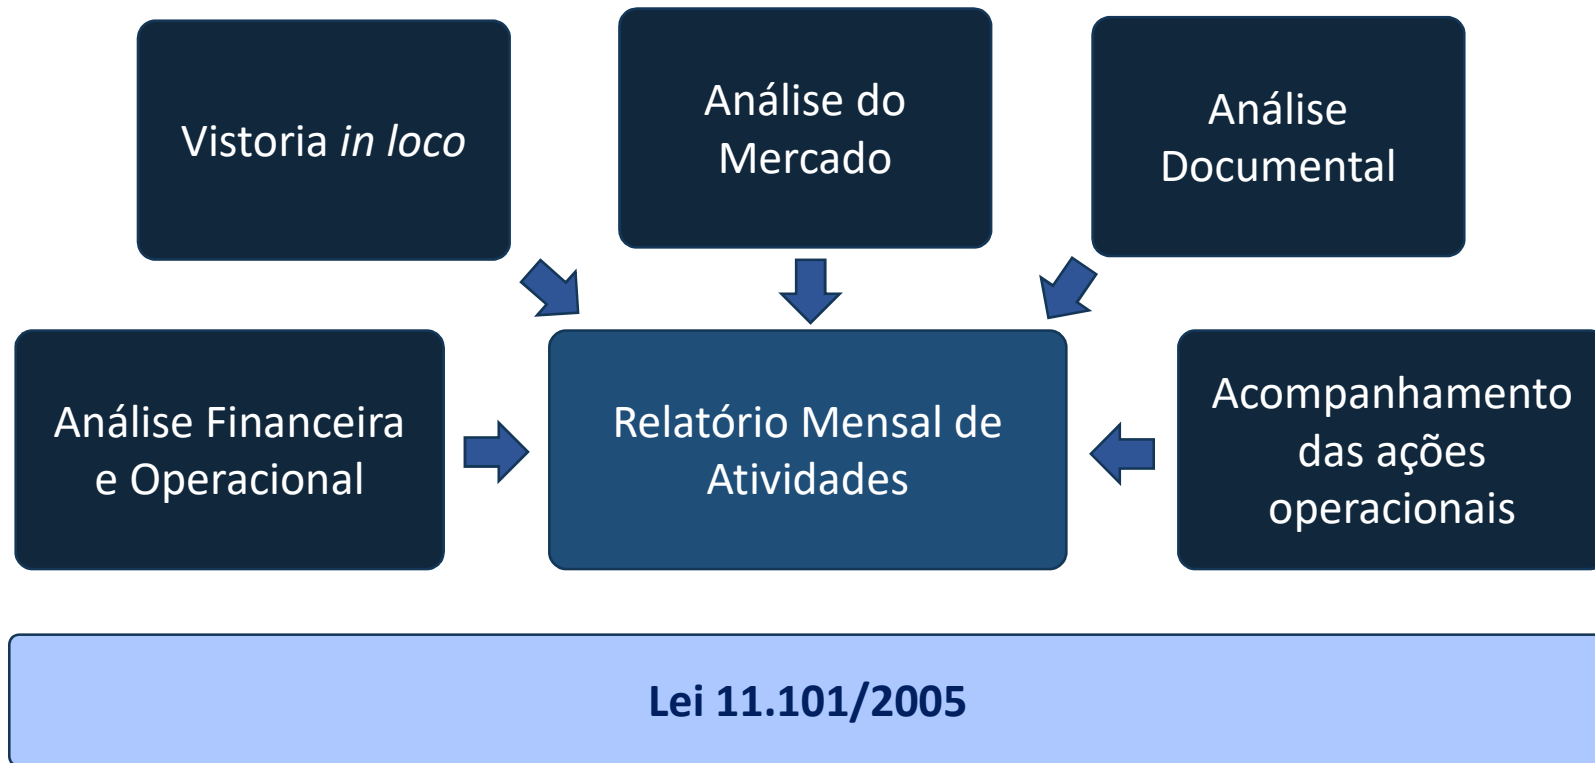 Vistoria in loco
Análise do
Mercado
Análise
Documental
Análise Financeira
e Operacional
Relatório Mensal de
Atividades
Acompanhamento
das ações
operacionais
Lei 11.101/2005